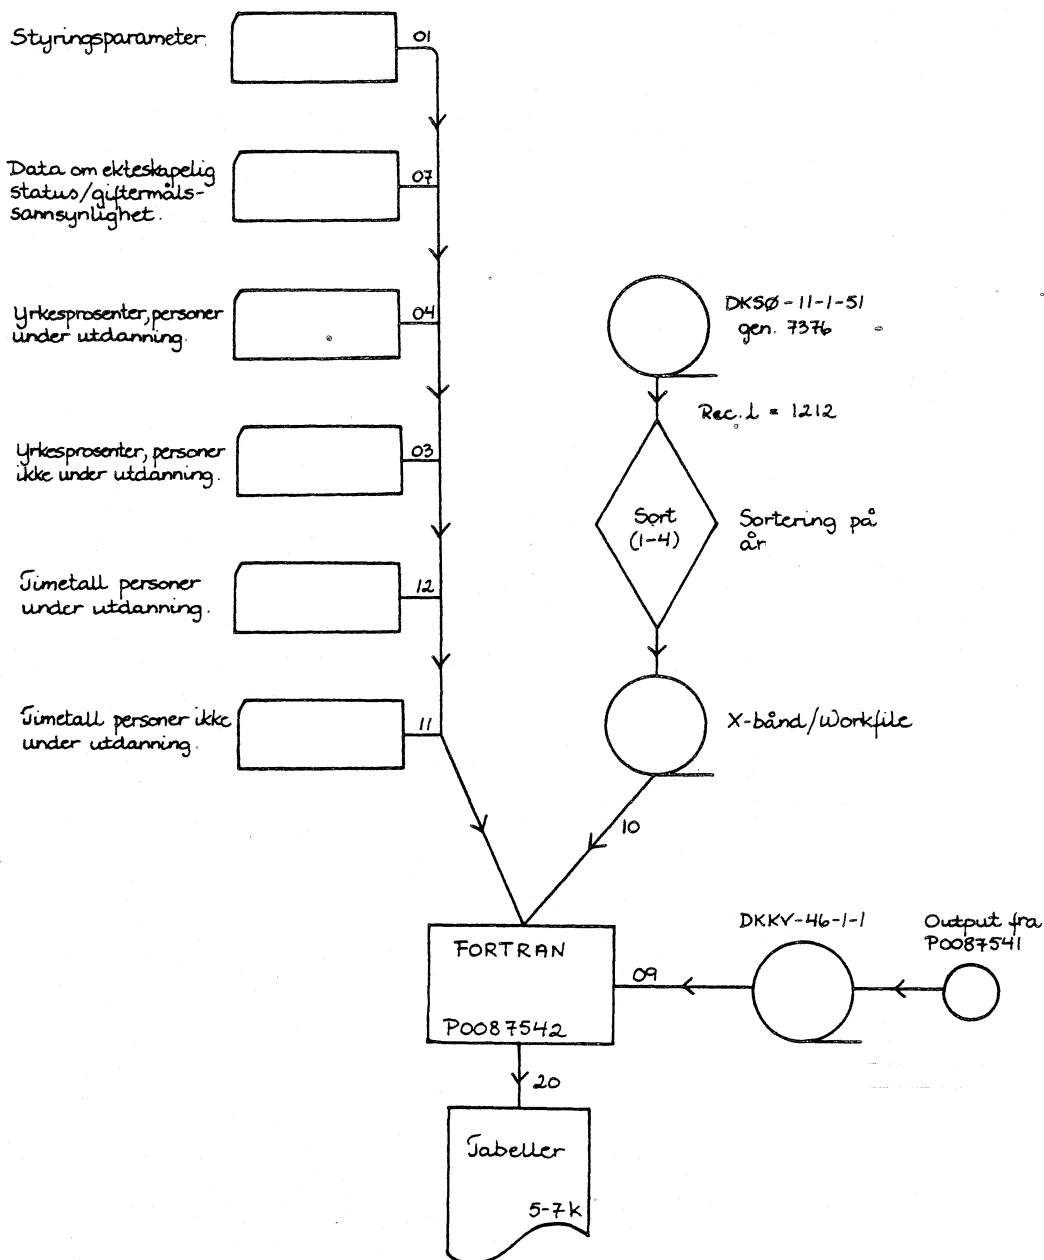 Styringsparameter.
01
Data om ekteskapelig
status/giftermåls-
sannsynlighet.
07
Yrkesprosenter, personer
under utdanning.
04
Yrkesprosenter, personer
ikke under utdanning.
03
Timetall personer
under utdanning.
12
Timetall personer ikke
under utdanning.
11
DKSØ-11-1-51
gen. 7376
Rec. L = 1212
Sort
(1-4)
Sortering på
år
X-bånd/Workfile
10
FORTRAN
P0087542
09
DKKV-46-1-1
Output fra
P0087541
20
Tabeller
5-7k